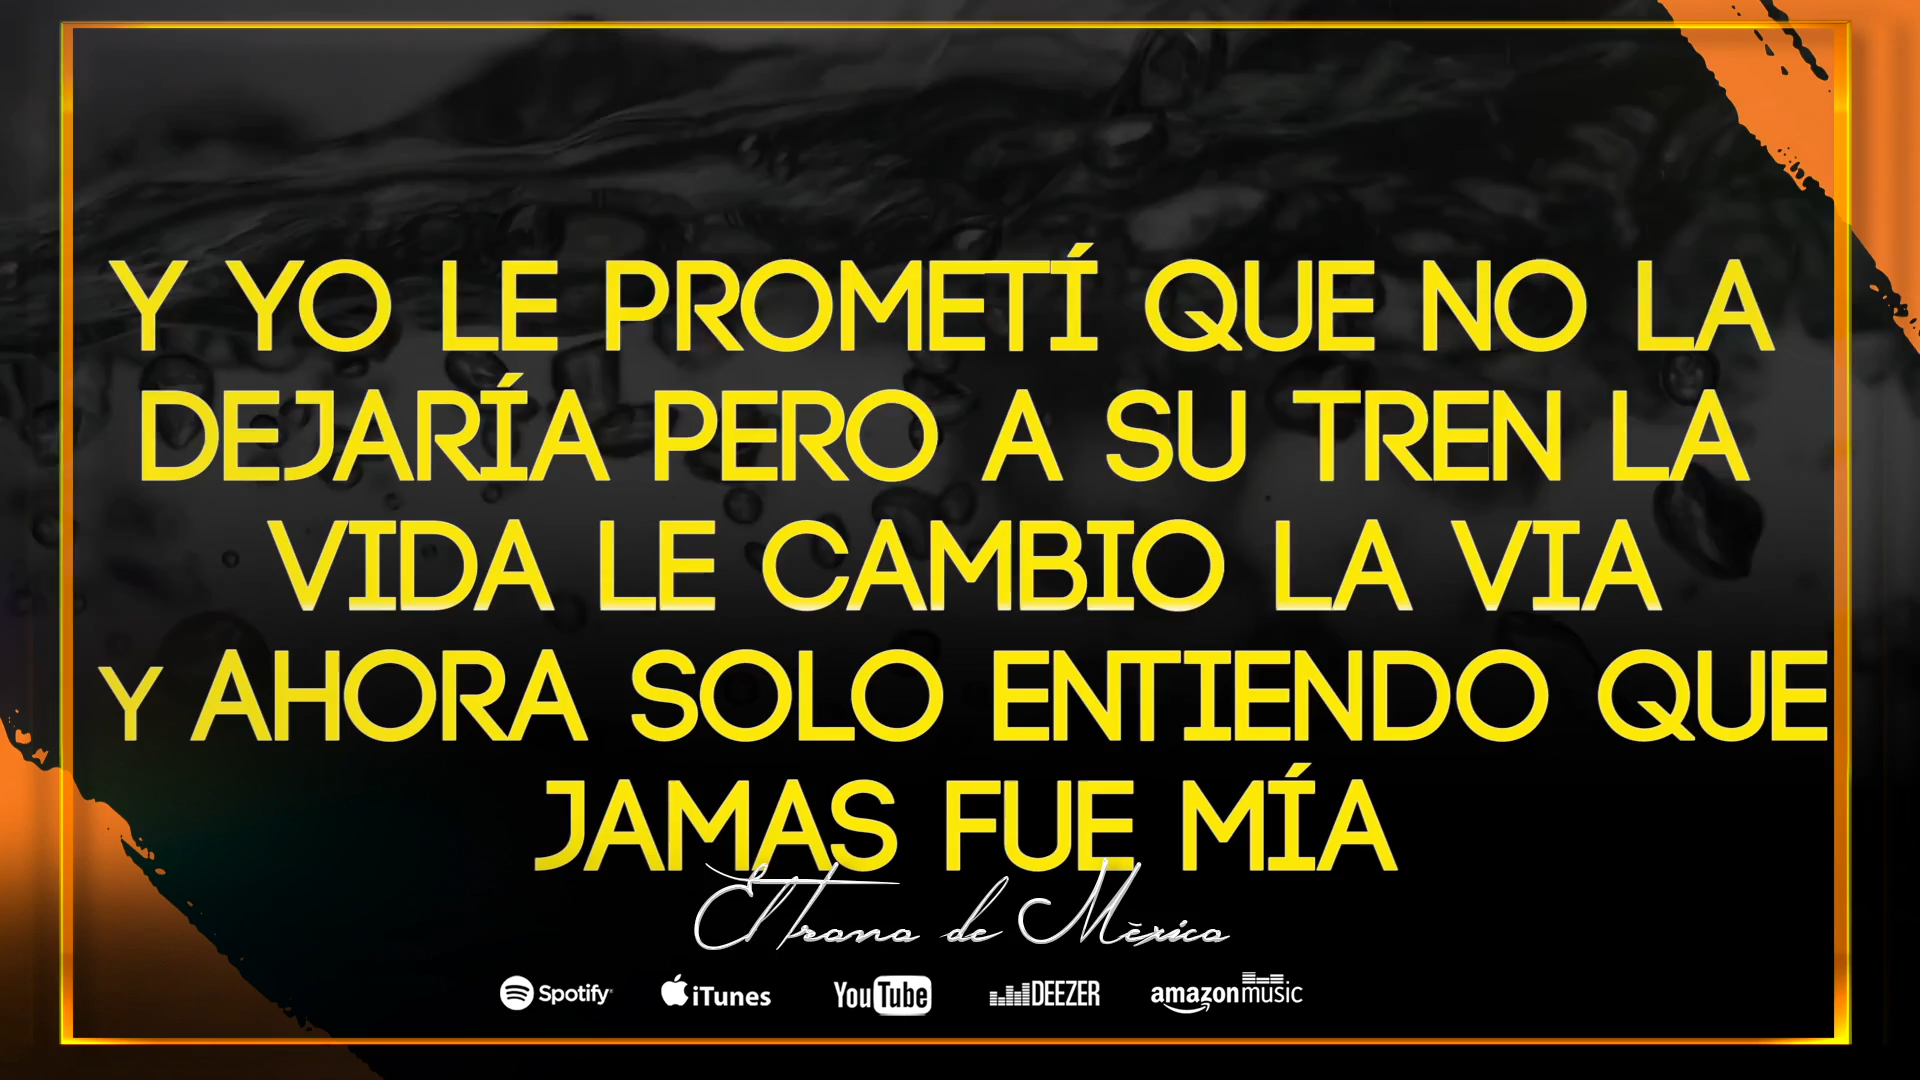 Y YO LE PROMETÍ QUE NO LA
DEJARÍA PERO A SU TREN LA
VIDA LE CAMBIO LA VIA
Y AHORA SOLO ENTIENDO QUE
JAMAS FUE MÍA
El trono de México
Spotify iTunes YouTube DEEZER amazon music